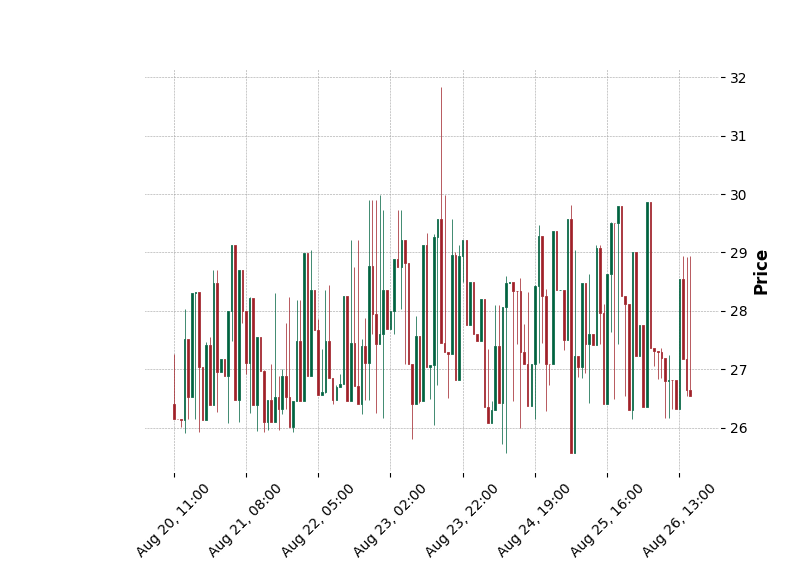 32
31
30
29
28
27
26
Price
Aug 20, 11:00
Aug 21, 08:00
Aug 22, 05:00
Aug 23, 02:00
Aug 23, 22:00
Aug 24, 19:00
Aug 25, 16:00
Aug 26, 13:00